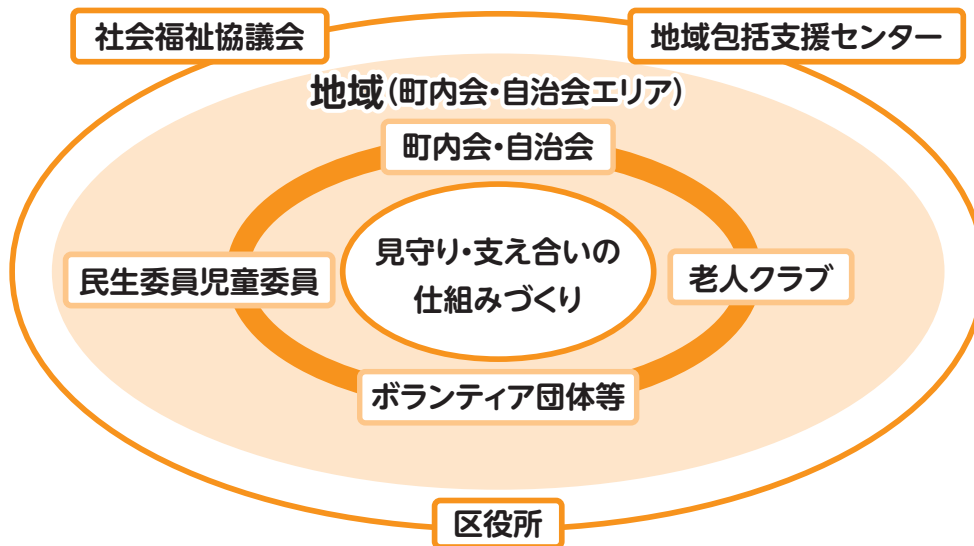 社会福祉協議会
地域包括支援センター
地域(町内会・自治会エリア)
町内会・自治会
見守り・支え合いの
仕組みづくり
民生委員児童委員
老人クラブ
ボランティア団体等
区役所